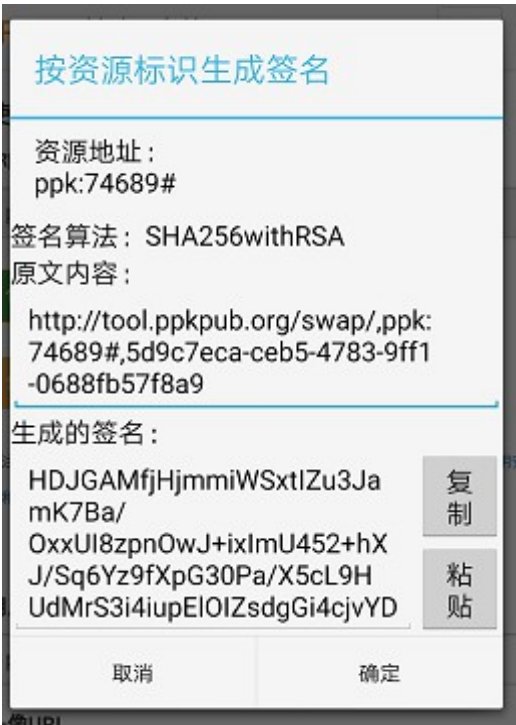 按资源标识生成签名
资源地址：
ppk:74689#
签名算法：SHA256withRSA
原文内容：
http://tool.ppkpub.org/swap/,ppk:
74689#,5d9c7eca-ceb5-4783-9ff1
-0688fb57f8a9
生成的签名：
HDJGAMfjHjmmiWSxtIZu3Ja
mK7Ba/
OxxUI8zpnOwJ+ixImU452+hX
J/Sq6Yz9fXpG30Pa/X5cL9H
UdMrS3i4iupElOIZsdgGi4cjvYD
复
制
粘
贴
取消
确定